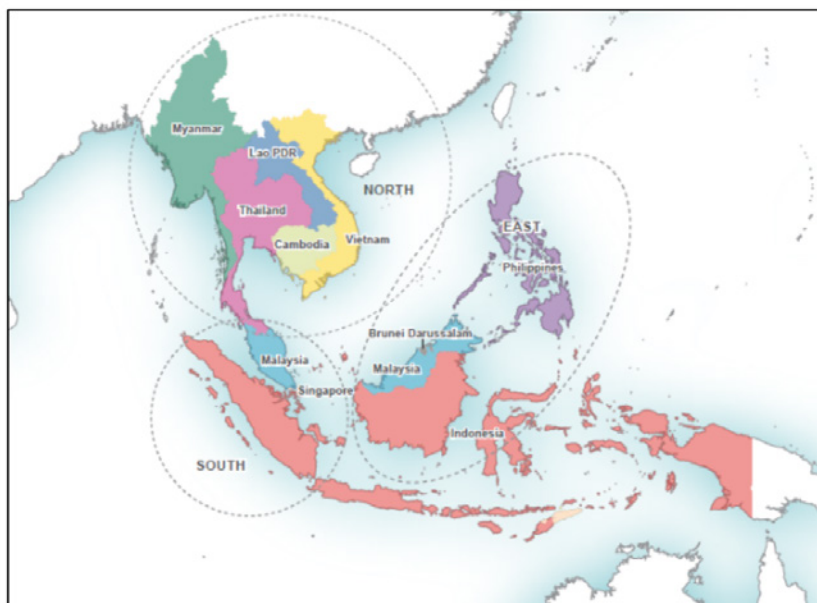 Myanmar
Lao PDR
NORTH
Thailand
EAST
Cambodia
Vietnam
Philippines
Brunei Darussalam
Malaysia
Malaysia
Singapore
Indonesia
SOUTH